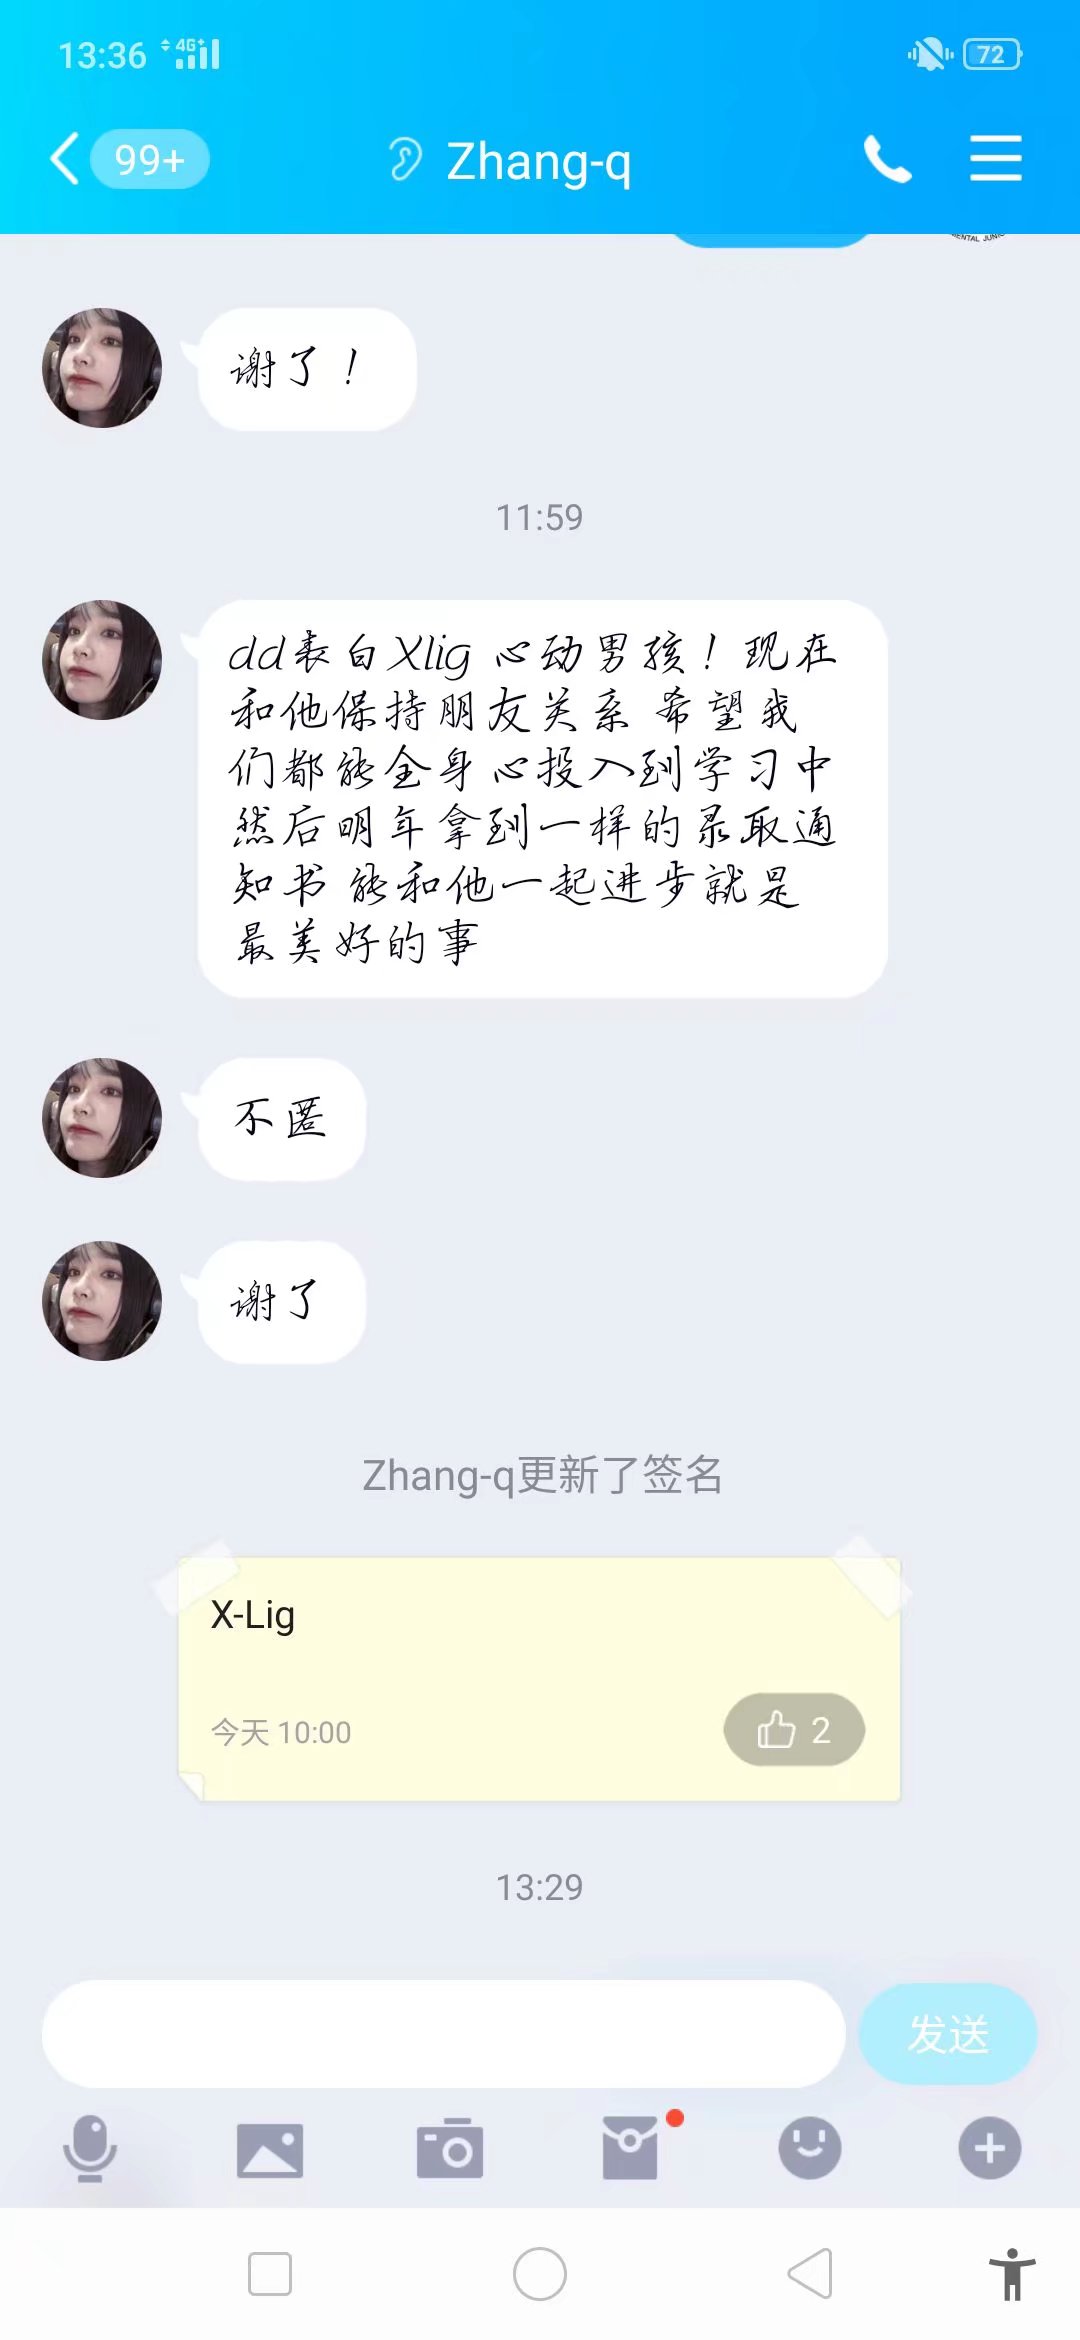 13:36 4G+ 72
99+ Zhang-q
ENTAL JUNIO
谢了！
11:59
dd表白Xlig 心动男孩！现在
和他保持朋友关系 希望我
们都能全身心投入到学习中
然后明年拿到一样的录取通
知书 能和他一起进步就是
最美好的事
不匿
谢了
Zhang-q更新了签名
X-Lig
今天 10:00 2
13:29
发送